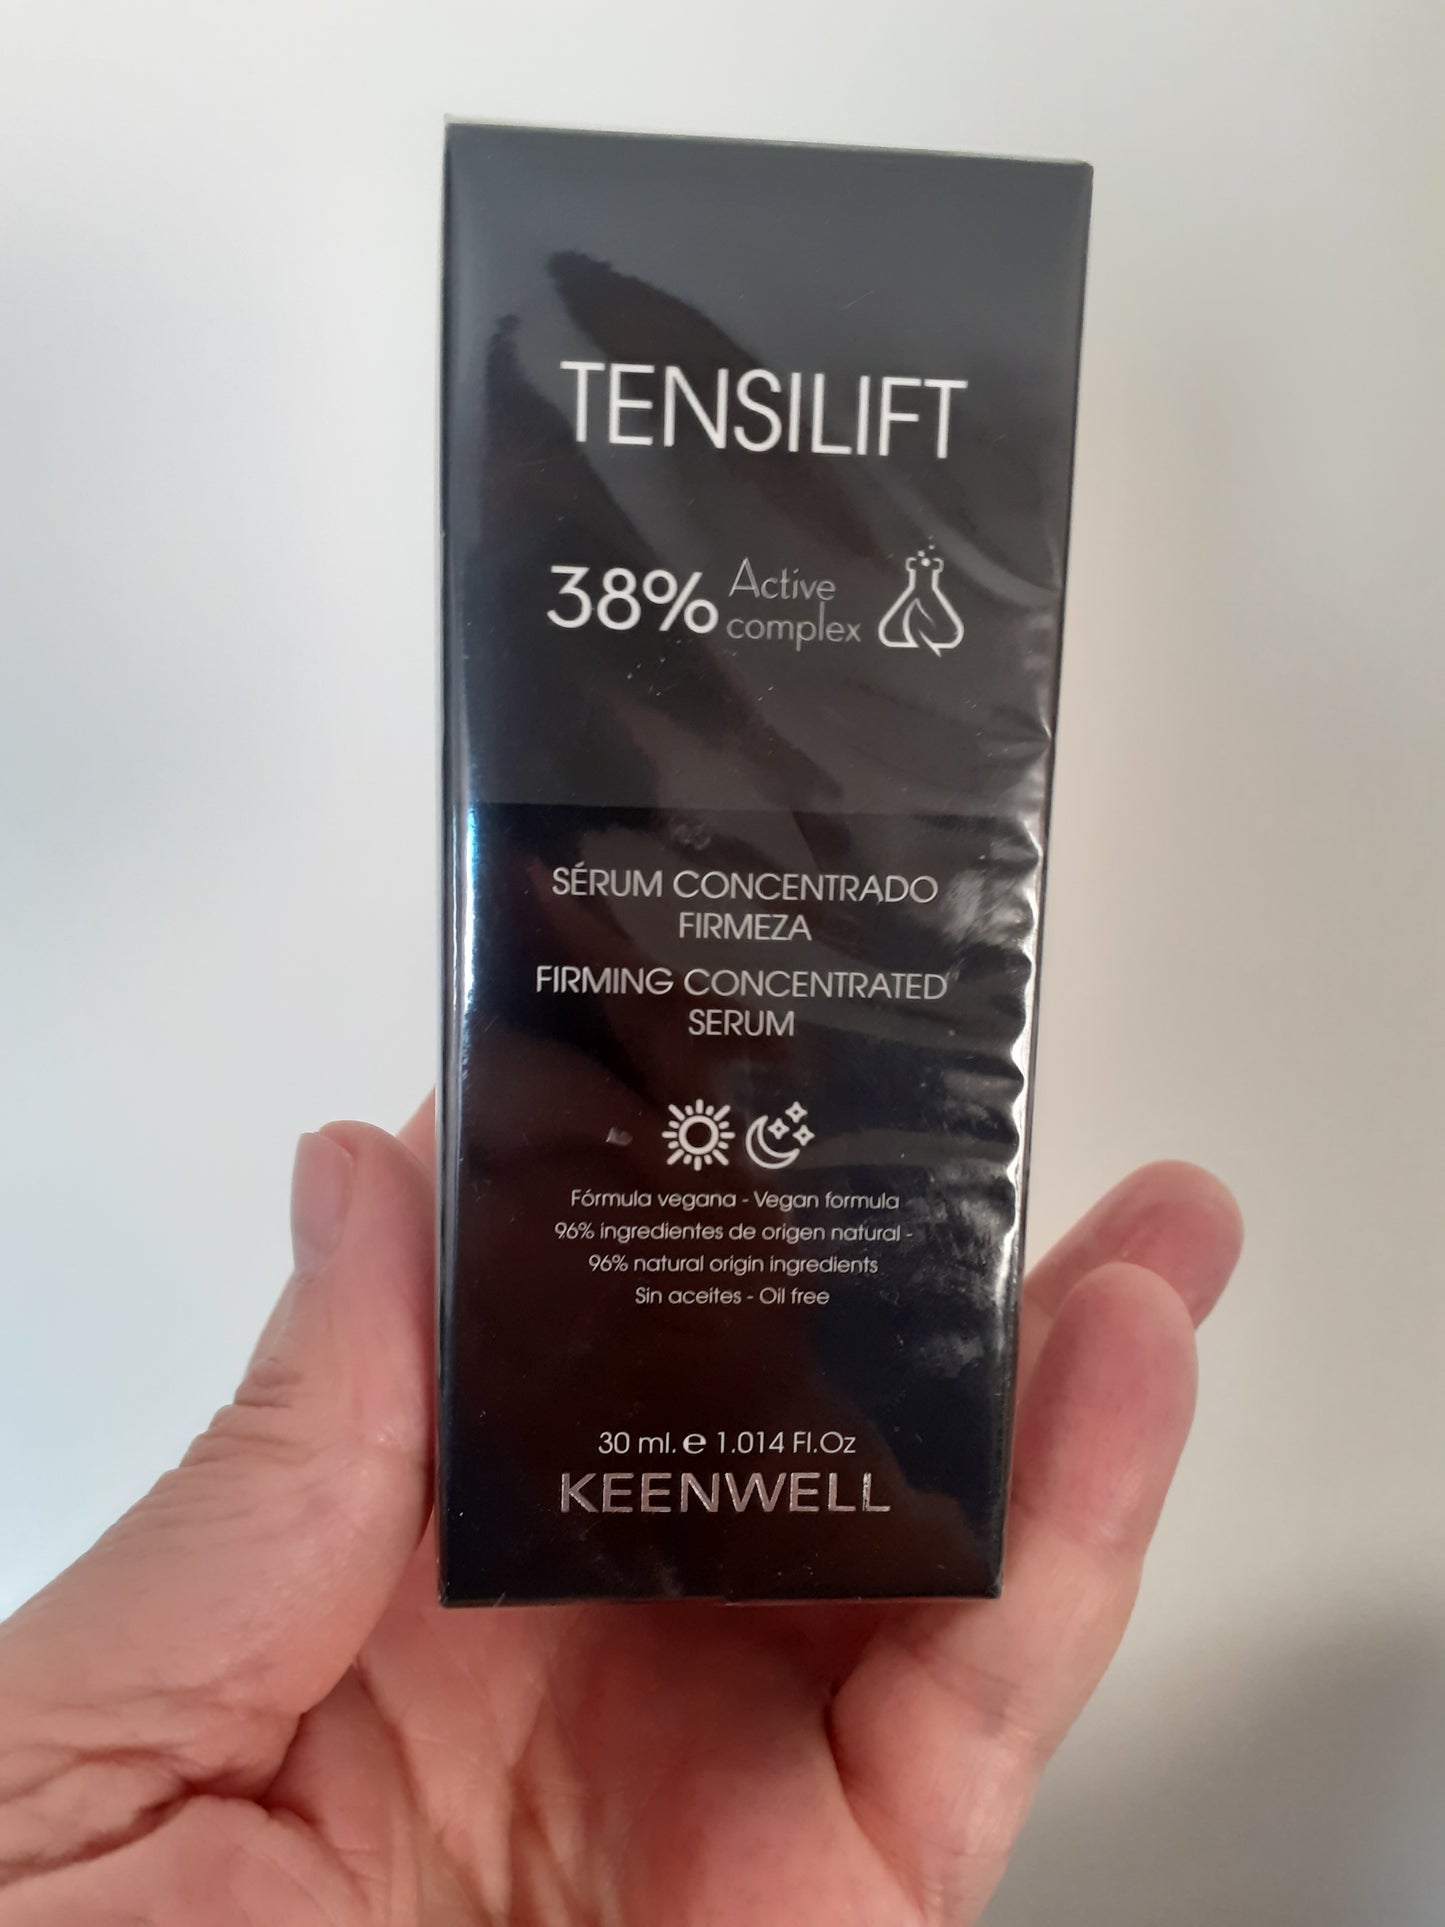 TENSILIFT
38% Active
complex
SÉRUM CONCENTRADO
FIRMEZA
FIRMING CONCENTRATED
SERUM
Fórmula vegana - Vegan formula
96% ingredientes de origen natural -
96% natural origin ingredients
Sin aceites - Oil free
30 ml. e 1.014 Fl.Oz
KEENWELL